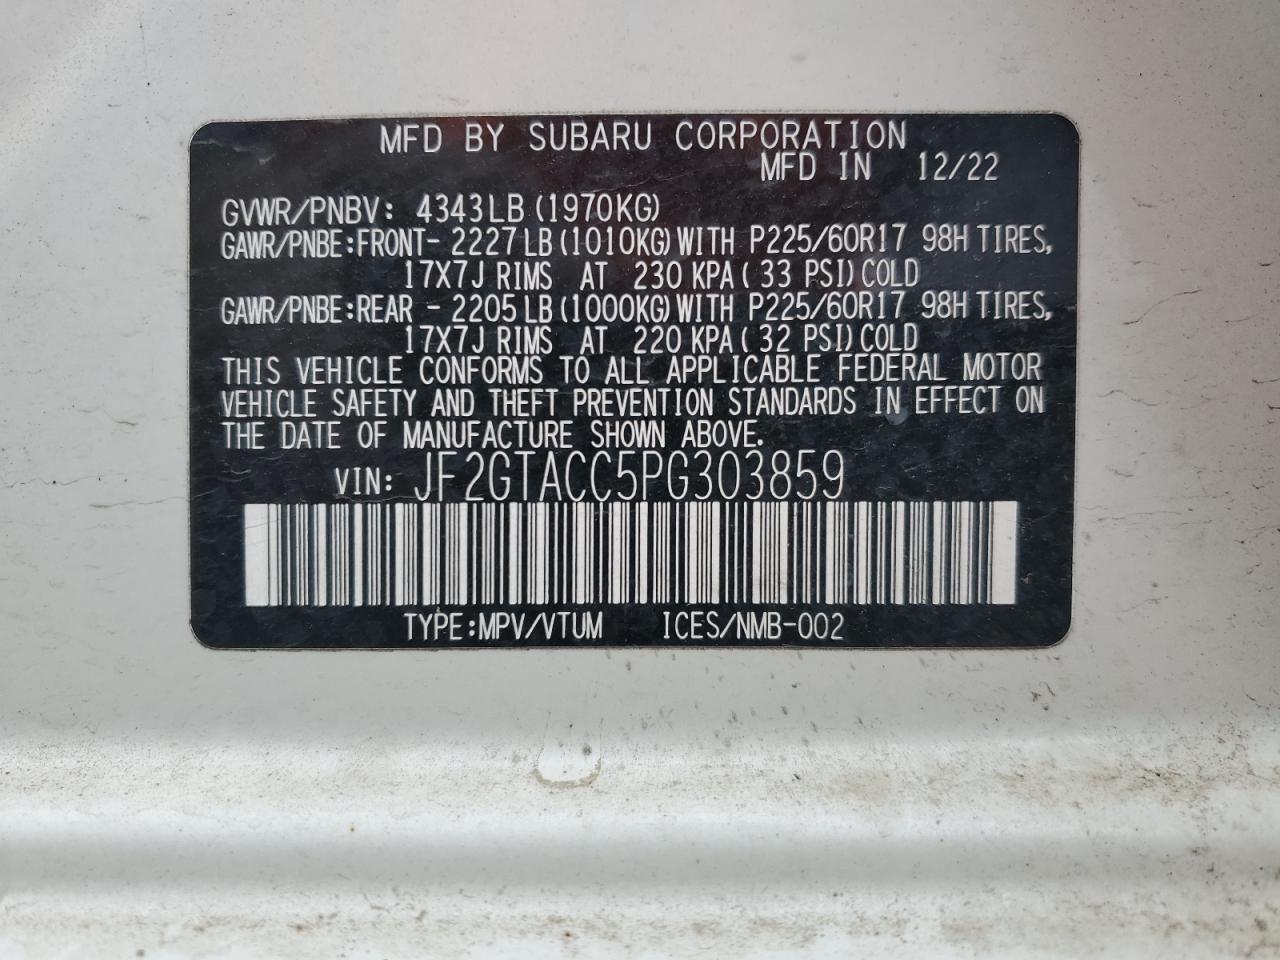 MFD BY SUBARU CORPORATION
MFD IN 12/22
GVWR/PNBV: 4343LB (1970KG)
GAWR/PNBE:FRONT- 2227LB(1010KG)WITH P225/60R17 98H TIRES,
17X7J RIMS AT 230 KPA( 33 PSI)COLD
GAWR/PNBE:REAR - 2205LB(1000KG)WITH P225/60R17 98H TIRES,
17X7J RIMS AT 220 KPA( 32 PSI)COLD
THIS VEHICLE CONFORMS TO ALL APPLICABLE FEDERAL MOTOR
VEHICLE SAFETY AND THEFT PREVENTION STANDARDS IN EFFECT ON
THE DATE OF MANUFACTURE SHOWN ABOVE.
VIN: JF2GTACC5PG303859
TYPE:MPV/VTUM ICES/NMB-002